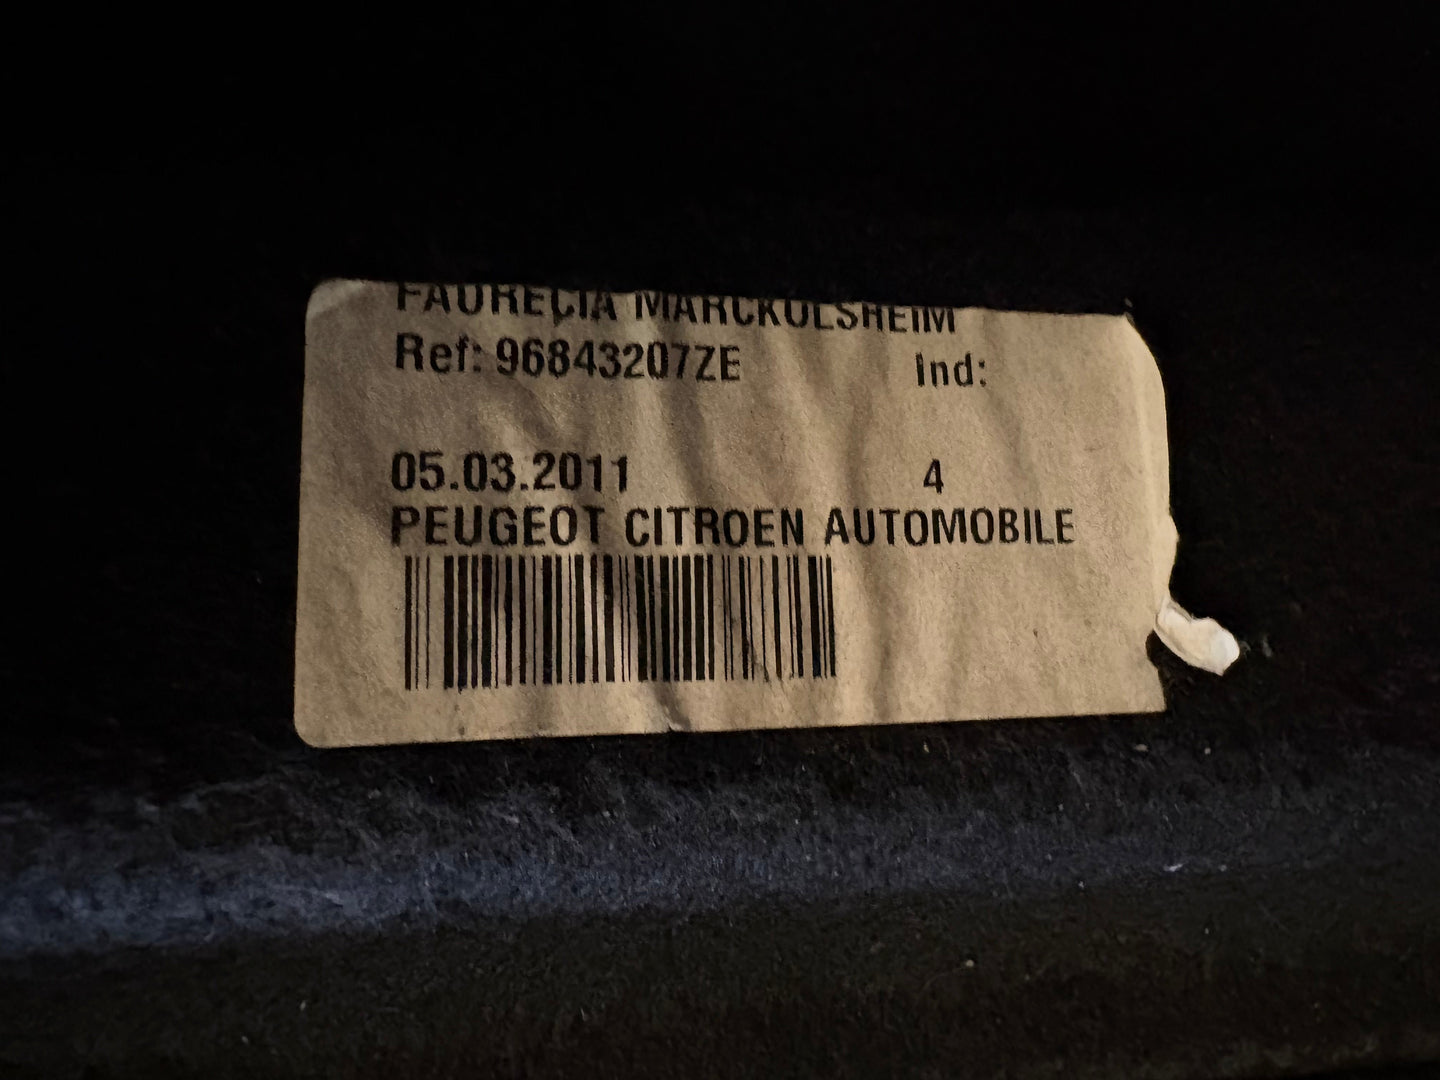 FAURECIA MARCKOLSHEIM
Ref: 96843207ZE Ind:
05.03.2011 4
PEUGEOT CITROEN AUTOMOBILE